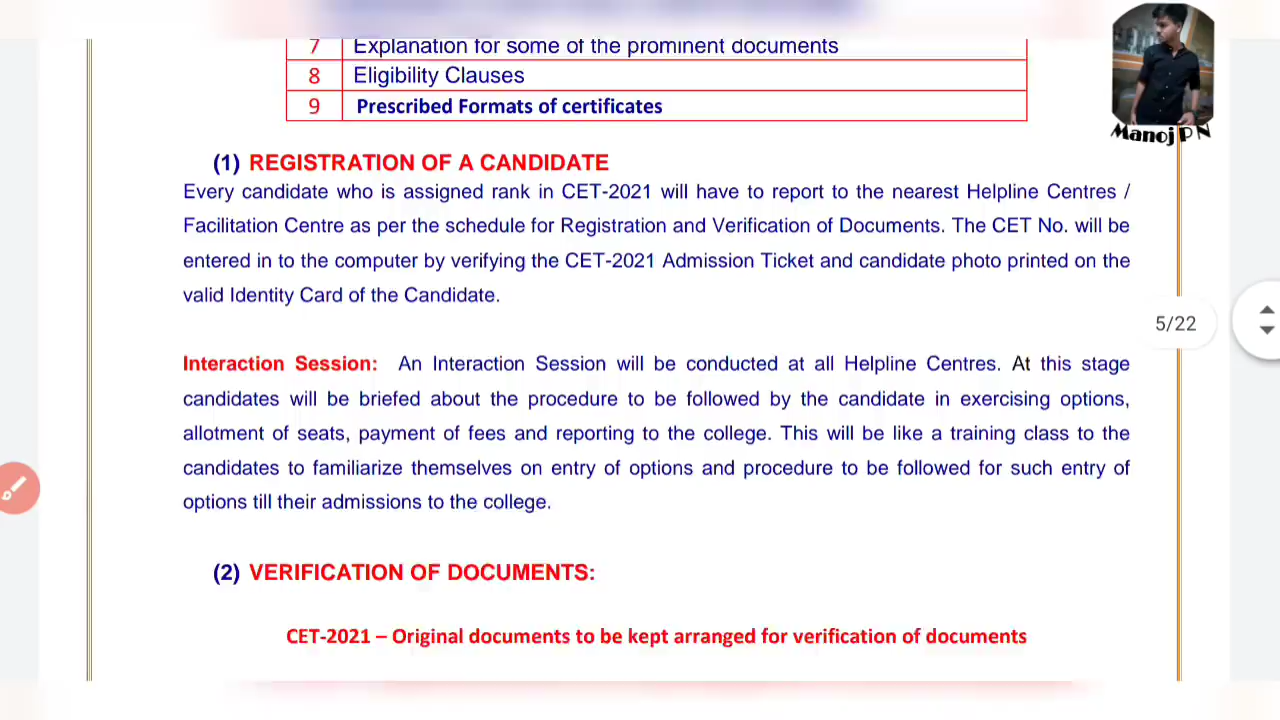 7 Explanation for some of the prominent documents
8 Eligibility Clauses
9 Prescribed Formats of certificates
Manoj P N
(1) REGISTRATION OF A CANDIDATE
Every candidate who is assigned rank in CET-2021 will have to report to the nearest Helpline Centres /
Facilitation Centre as per the schedule for Registration and Verification of Documents. The CET No. will be
entered in to the computer by verifying the CET-2021 Admission Ticket and candidate photo printed on the
valid Identity Card of the Candidate.
5/22
Interaction Session: An Interaction Session will be conducted at all Helpline Centres. At this stage
candidates will be briefed about the procedure to be followed by the candidate in exercising options,
allotment of seats, payment of fees and reporting to the college. This will be like a training class to the
candidates to familiarize themselves on entry of options and procedure to be followed for such entry of
options till their admissions to the college.
(2) VERIFICATION OF DOCUMENTS:
CET-2021 – Original documents to be kept arranged for verification of documents